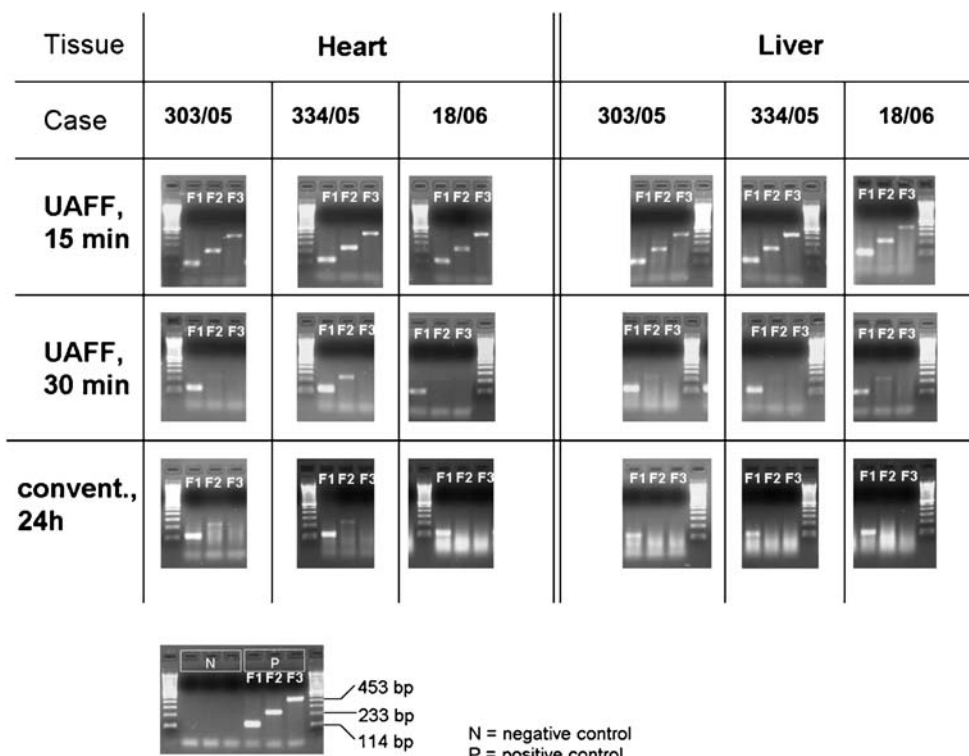 Tissue Heart Liver
Case 303/05 334/05 18/06 303/05 334/05 18/06
UAFF, 15 min
F1 F2 F3 F1 F2 F3 F1 F2 F3 F1 F2 F3 F1 F2 F3 F1 F2 F3
UAFF, 30 min
F1 F2 F3 F1 F2 F3 F1 F2 F3 F1 F2 F3 F1 F2 F3 F1 F2 F3
convent., 24h
F1 F2 F3 F1 F2 F3 F1 F2 F3 F1 F2 F3 F1 F2 F3 F1 F2 F3
N P
F1 F2 F3
453 bp
233 bp
114 bp
N = negative control
P = positive control